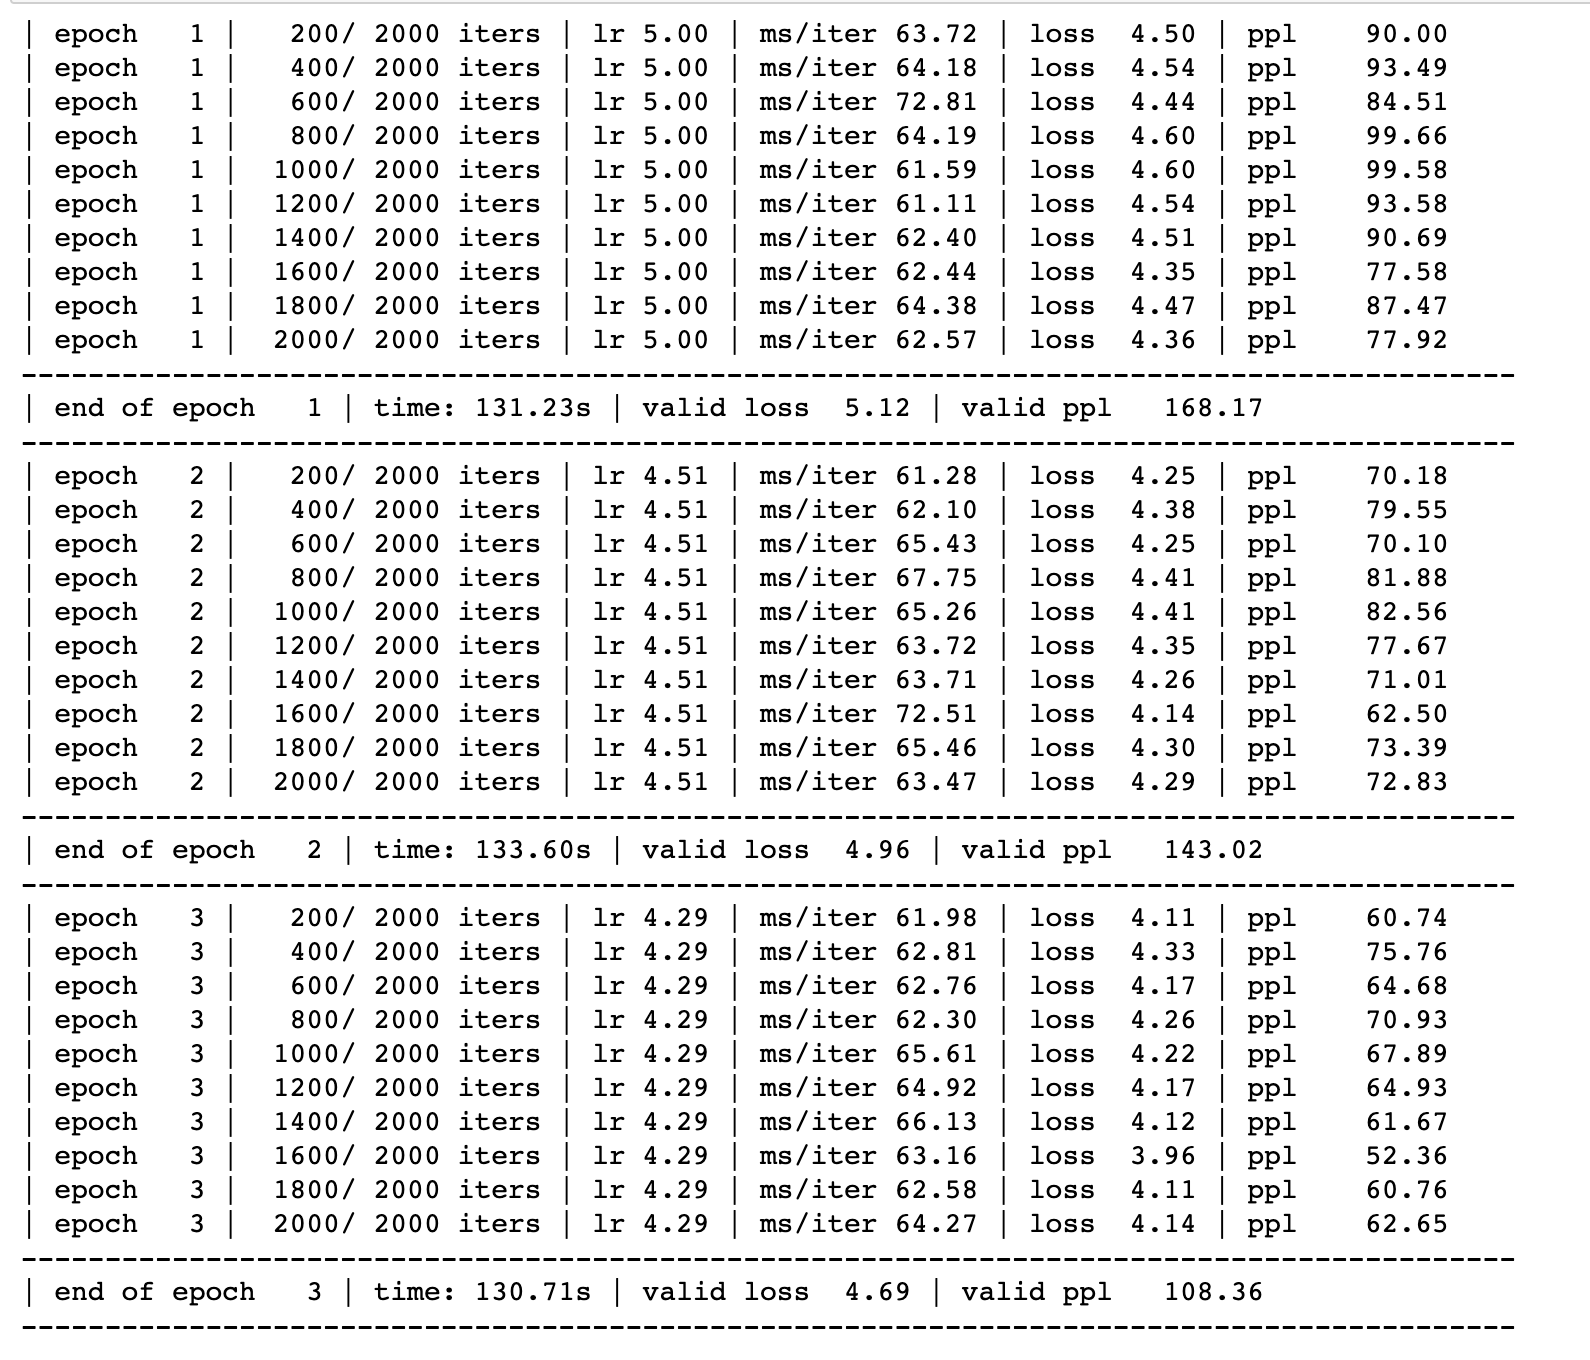 | epoch   1 |   200/ 2000 iters | lr 5.00 | ms/iter 63.72 | loss  4.50 | ppl    90.00
| epoch   1 |   400/ 2000 iters | lr 5.00 | ms/iter 64.18 | loss  4.54 | ppl    93.49
| epoch   1 |   600/ 2000 iters | lr 5.00 | ms/iter 72.81 | loss  4.44 | ppl    84.51
| epoch   1 |   800/ 2000 iters | lr 5.00 | ms/iter 64.19 | loss  4.60 | ppl    99.66
| epoch   1 |  1000/ 2000 iters | lr 5.00 | ms/iter 61.59 | loss  4.60 | ppl    99.58
| epoch   1 |  1200/ 2000 iters | lr 5.00 | ms/iter 61.11 | loss  4.54 | ppl    93.58
| epoch   1 |  1400/ 2000 iters | lr 5.00 | ms/iter 62.40 | loss  4.51 | ppl    90.69
| epoch   1 |  1600/ 2000 iters | lr 5.00 | ms/iter 62.44 | loss  4.35 | ppl    77.58
| epoch   1 |  1800/ 2000 iters | lr 5.00 | ms/iter 64.38 | loss  4.47 | ppl    87.47
| epoch   1 |  2000/ 2000 iters | lr 5.00 | ms/iter 62.57 | loss  4.36 | ppl    77.92
-----------------------------------------------------------------------------------------
| end of epoch   1 | time: 131.23s | valid loss  5.12 | valid ppl   168.17
-----------------------------------------------------------------------------------------
| epoch   2 |   200/ 2000 iters | lr 4.51 | ms/iter 61.28 | loss  4.25 | ppl    70.18
| epoch   2 |   400/ 2000 iters | lr 4.51 | ms/iter 62.10 | loss  4.38 | ppl    79.55
| epoch   2 |   600/ 2000 iters | lr 4.51 | ms/iter 65.43 | loss  4.25 | ppl    70.10
| epoch   2 |   800/ 2000 iters | lr 4.51 | ms/iter 67.75 | loss  4.41 | ppl    81.88
| epoch   2 |  1000/ 2000 iters | lr 4.51 | ms/iter 65.26 | loss  4.41 | ppl    82.56
| epoch   2 |  1200/ 2000 iters | lr 4.51 | ms/iter 63.72 | loss  4.35 | ppl    77.67
| epoch   2 |  1400/ 2000 iters | lr 4.51 | ms/iter 63.71 | loss  4.26 | ppl    71.01
| epoch   2 |  1600/ 2000 iters | lr 4.51 | ms/iter 72.51 | loss  4.14 | ppl    62.50
| epoch   2 |  1800/ 2000 iters | lr 4.51 | ms/iter 65.46 | loss  4.30 | ppl    73.39
| epoch   2 |  2000/ 2000 iters | lr 4.51 | ms/iter 63.47 | loss  4.29 | ppl    72.83
-----------------------------------------------------------------------------------------
| end of epoch   2 | time: 133.60s | valid loss  4.96 | valid ppl   143.02
-----------------------------------------------------------------------------------------
| epoch   3 |   200/ 2000 iters | lr 4.29 | ms/iter 61.98 | loss  4.11 | ppl    60.74
| epoch   3 |   400/ 2000 iters | lr 4.29 | ms/iter 62.81 | loss  4.33 | ppl    75.76
| epoch   3 |   600/ 2000 iters | lr 4.29 | ms/iter 62.76 | loss  4.17 | ppl    64.68
| epoch   3 |   800/ 2000 iters | lr 4.29 | ms/iter 62.30 | loss  4.26 | ppl    70.93
| epoch   3 |  1000/ 2000 iters | lr 4.29 | ms/iter 65.61 | loss  4.22 | ppl    67.89
| epoch   3 |  1200/ 2000 iters | lr 4.29 | ms/iter 64.92 | loss  4.17 | ppl    64.93
| epoch   3 |  1400/ 2000 iters | lr 4.29 | ms/iter 66.13 | loss  4.12 | ppl    61.67
| epoch   3 |  1600/ 2000 iters | lr 4.29 | ms/iter 63.16 | loss  3.96 | ppl    52.36
| epoch   3 |  1800/ 2000 iters | lr 4.29 | ms/iter 62.58 | loss  4.11 | ppl    60.76
| epoch   3 |  2000/ 2000 iters | lr 4.29 | ms/iter 64.27 | loss  4.14 | ppl    62.65
-----------------------------------------------------------------------------------------
| end of epoch   3 | time: 130.71s | valid loss  4.69 | valid ppl   108.36
-----------------------------------------------------------------------------------------